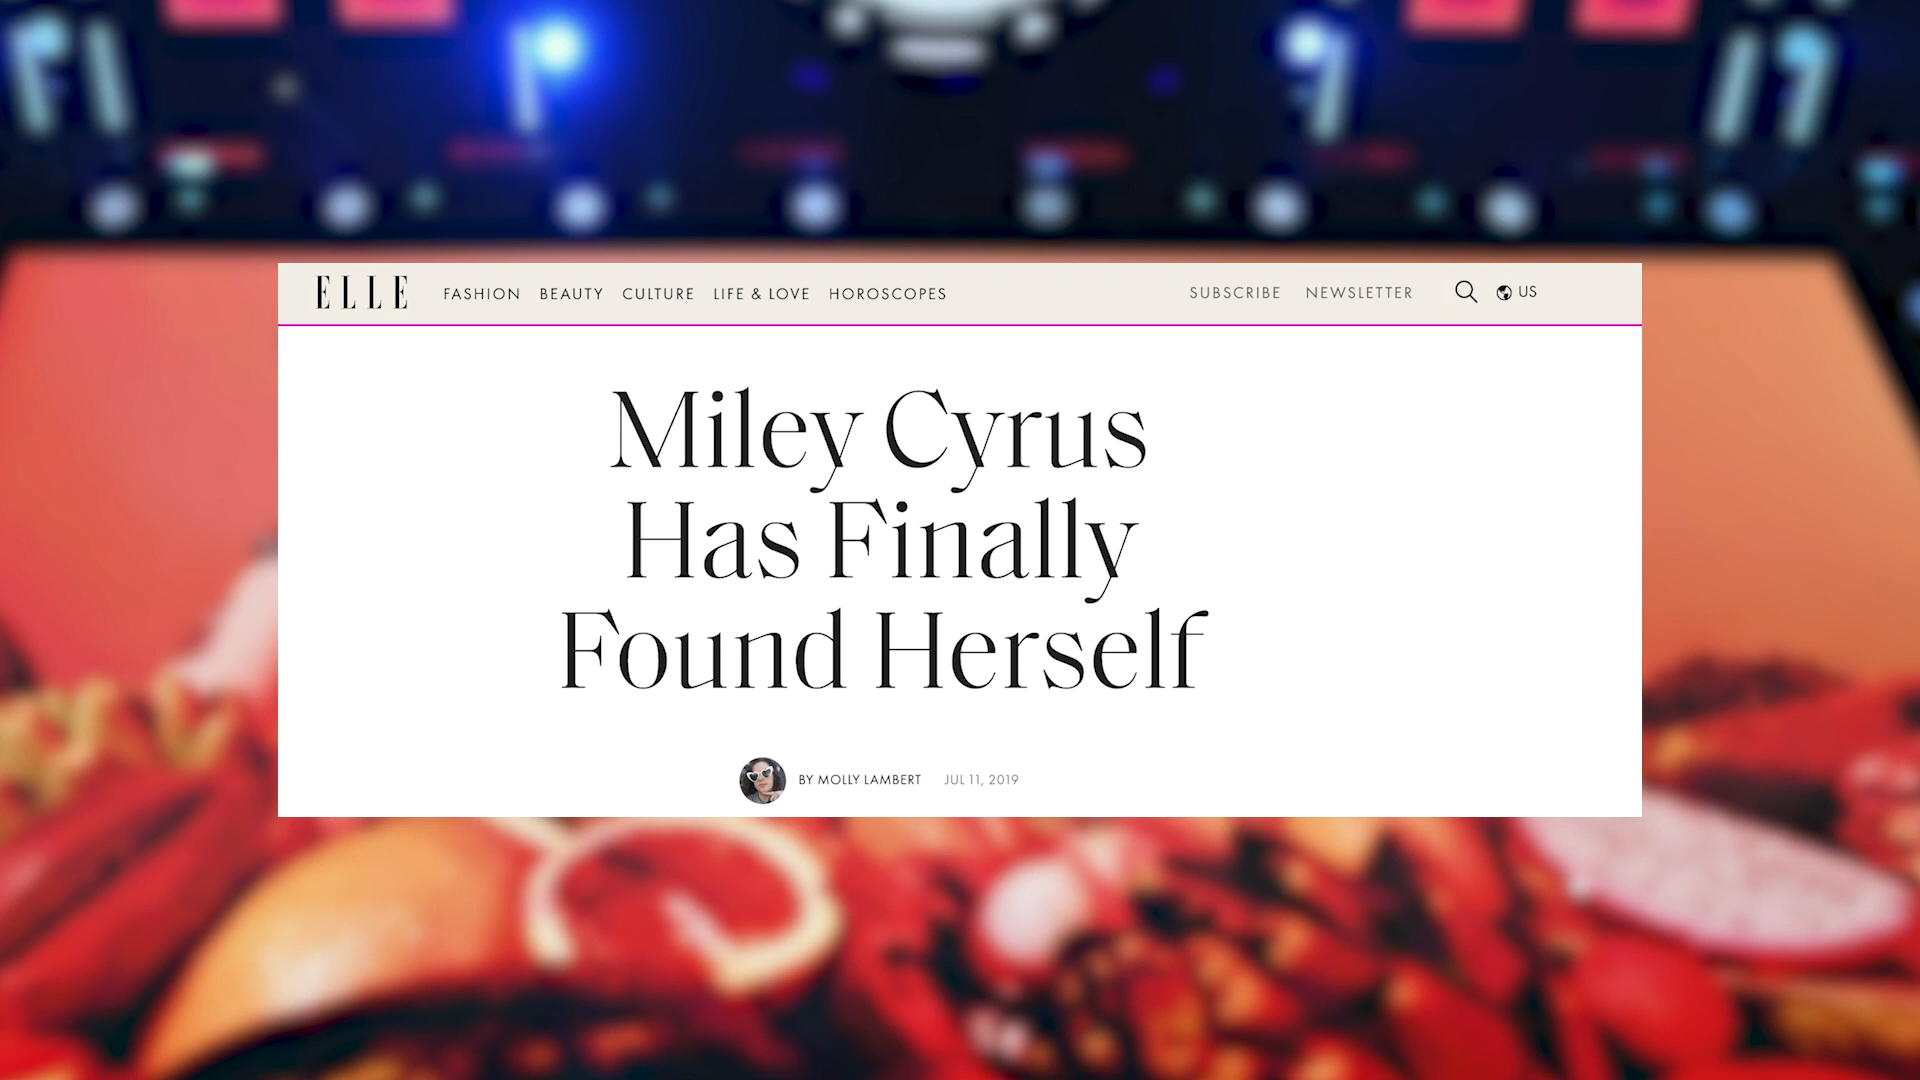 ELLE FASHION BEAUTY CULTURE LIFE & LOVE HOROSCOPES SUBSCRIBE NEWSLETTER US
Miley Cyrus
Has Finally
Found Herself
BY MOLLY LAMBERT JUL 11, 2019